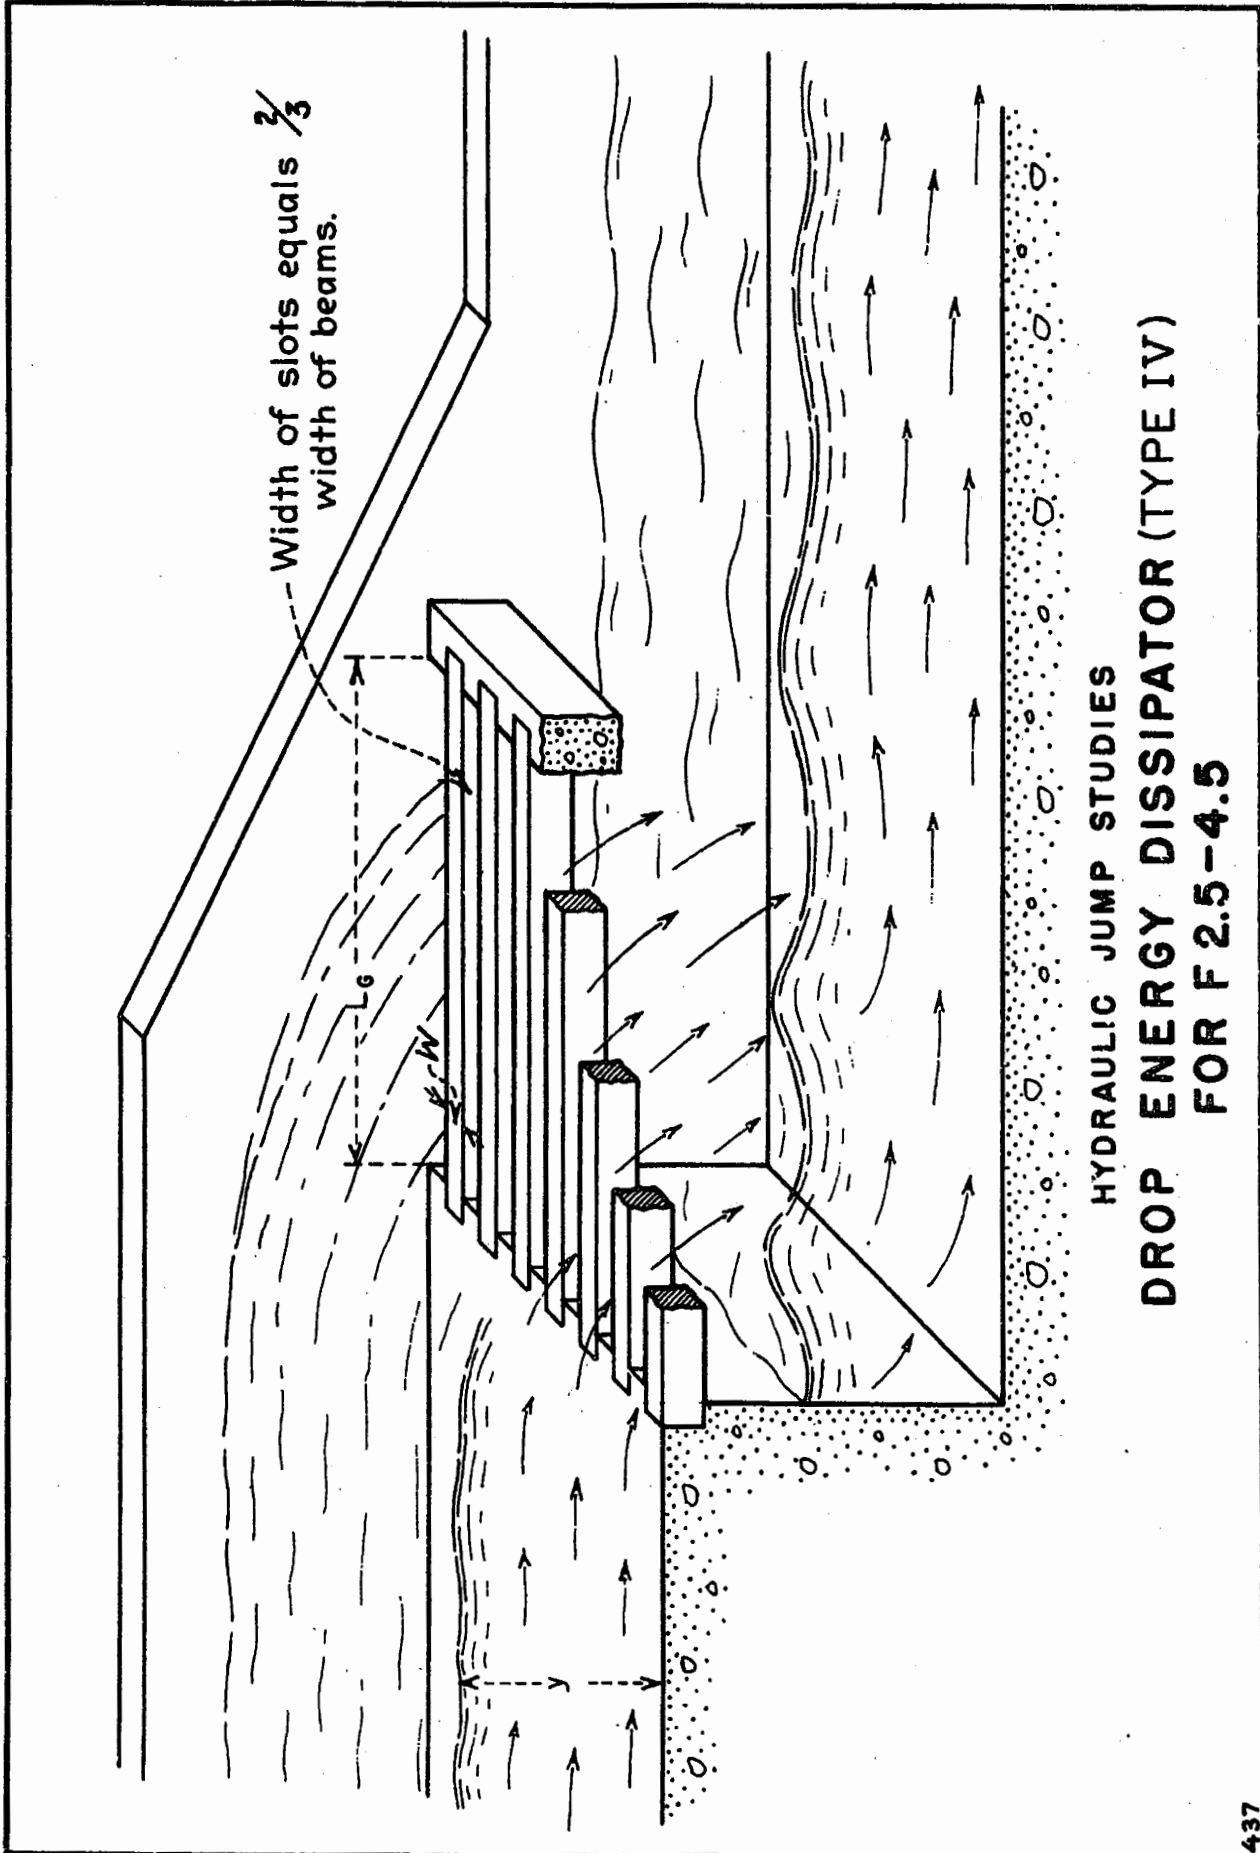 Width of slots equals 2/3
width of beams.
LG
W
y
HYDRAULIC JUMP STUDIES
DROP ENERGY DISSIPATOR (TYPE IV)
FOR F 2.5-4.5
437